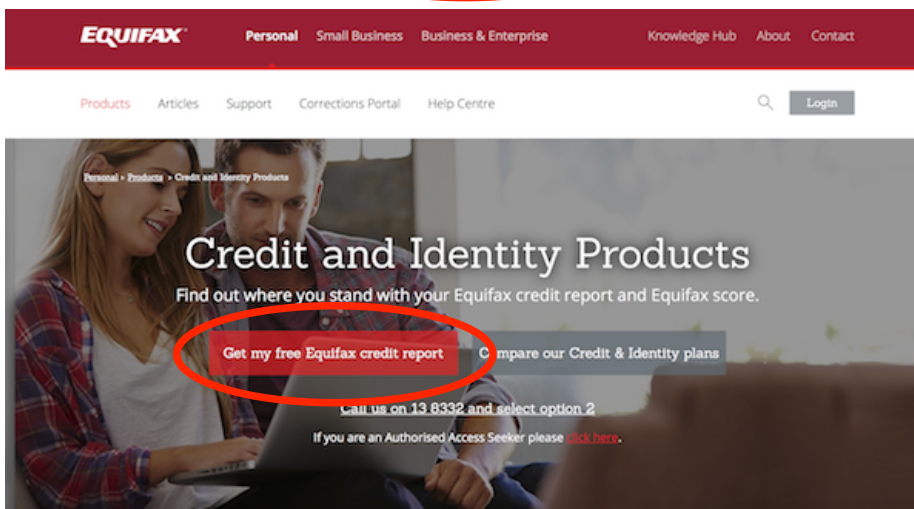 EQUIFAX Personal Small Business Business & Enterprise Knowledge Hub About Contact
Products Articles Support Corrections Portal Help Centre Login
Personal > Products > Credit and Identity Products
Credit and Identity Products
Find out where you stand with your Equifax credit report and Equifax score.
Get my free Equifax credit report Compare our Credit & Identity plans
Call us on 13 8332 and select option 2
If you are an Authorised Access Seeker please click here.